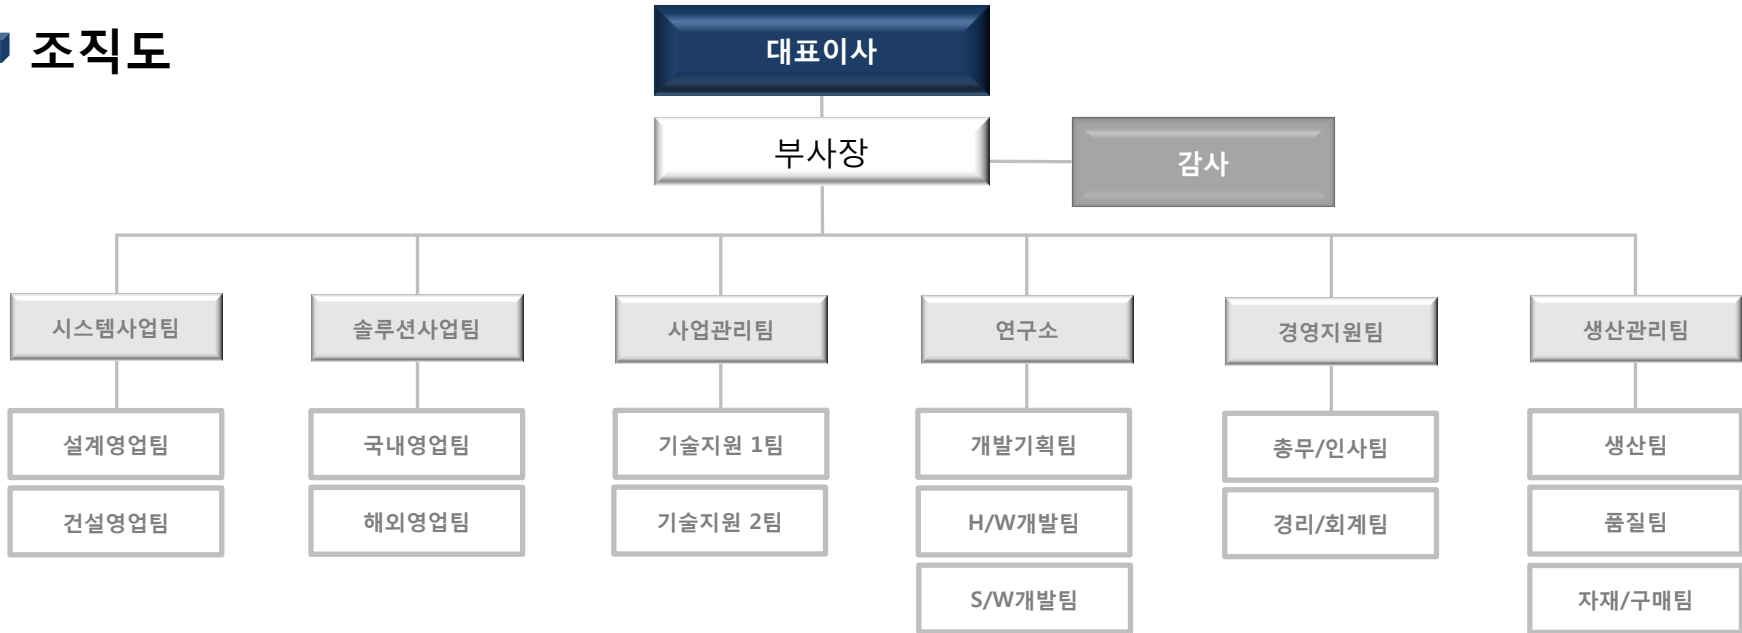 조직도
대표이사
부사장
감사
시스템사업팀
솔루션사업팀
사업관리팀
연구소
경영지원팀
생산관리팀
설계영업팀
국내영업팀
기술지원 1팀
개발기획팀
총무/인사팀
생산팀
건설영업팀
해외영업팀
기술지원 2팀
H/W개발팀
경리/회계팀
품질팀
S/W개발팀
자재/구매팀